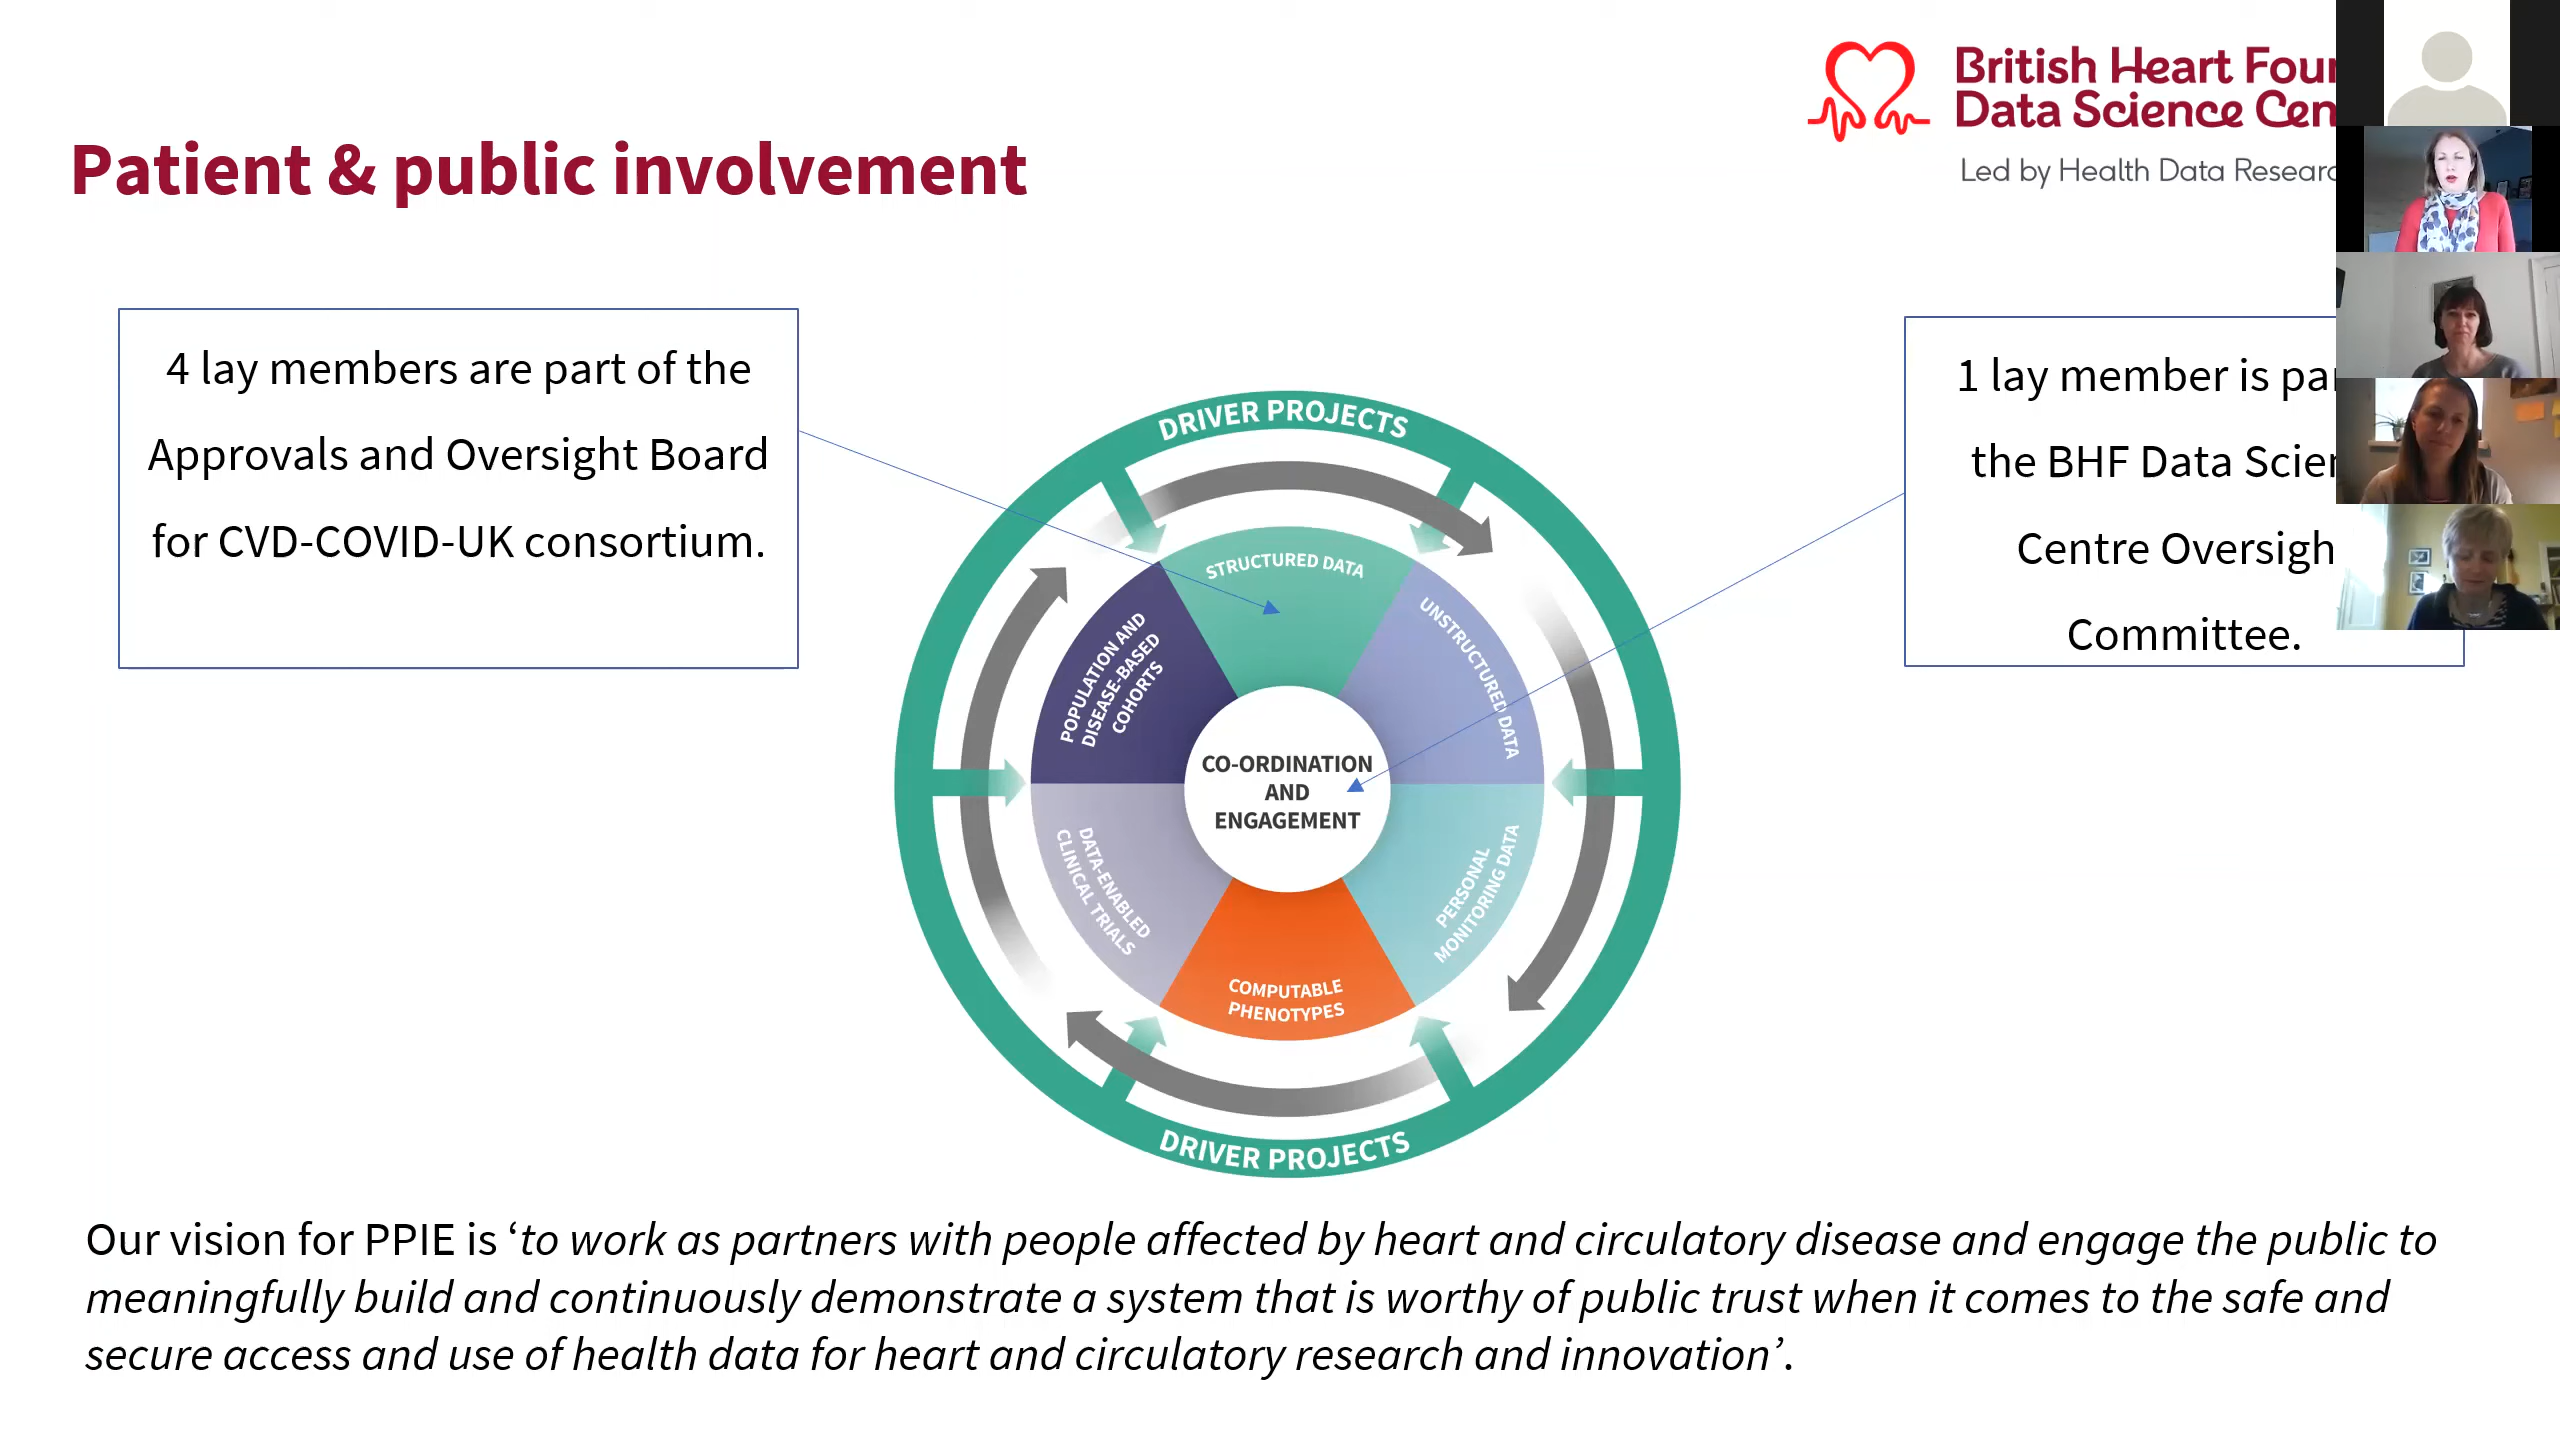 British Heart
Data Science
Led by Health Data
Patient & public involvement
4 lay members are part of the
Approvals and Oversight Board
for CVD-COVID-UK consortium.
1 lay member is
the BHF Data
Centre
Committee.
DRIVER PROJECTS
STRUCTURED DATA
UNSTRUCTURED DATA
POPULATION AND
DISEASE-BASED
COHORTS
CO-ORDINATION
AND
ENGAGEMENT
DATA-ENABLED
CLINICAL TRIALS
PERSONAL
MONITORING DATA
COMPUTABLE
PHENOTYPES
DRIVER PROJECTS
Our vision for PPIE is ‘to work as partners with people affected by heart and circulatory disease and engage the public to
meaningfully build and continuously demonstrate a system that is worthy of public trust when it comes to the safe and
secure access and use of health data for heart and circulatory research and innovation’.